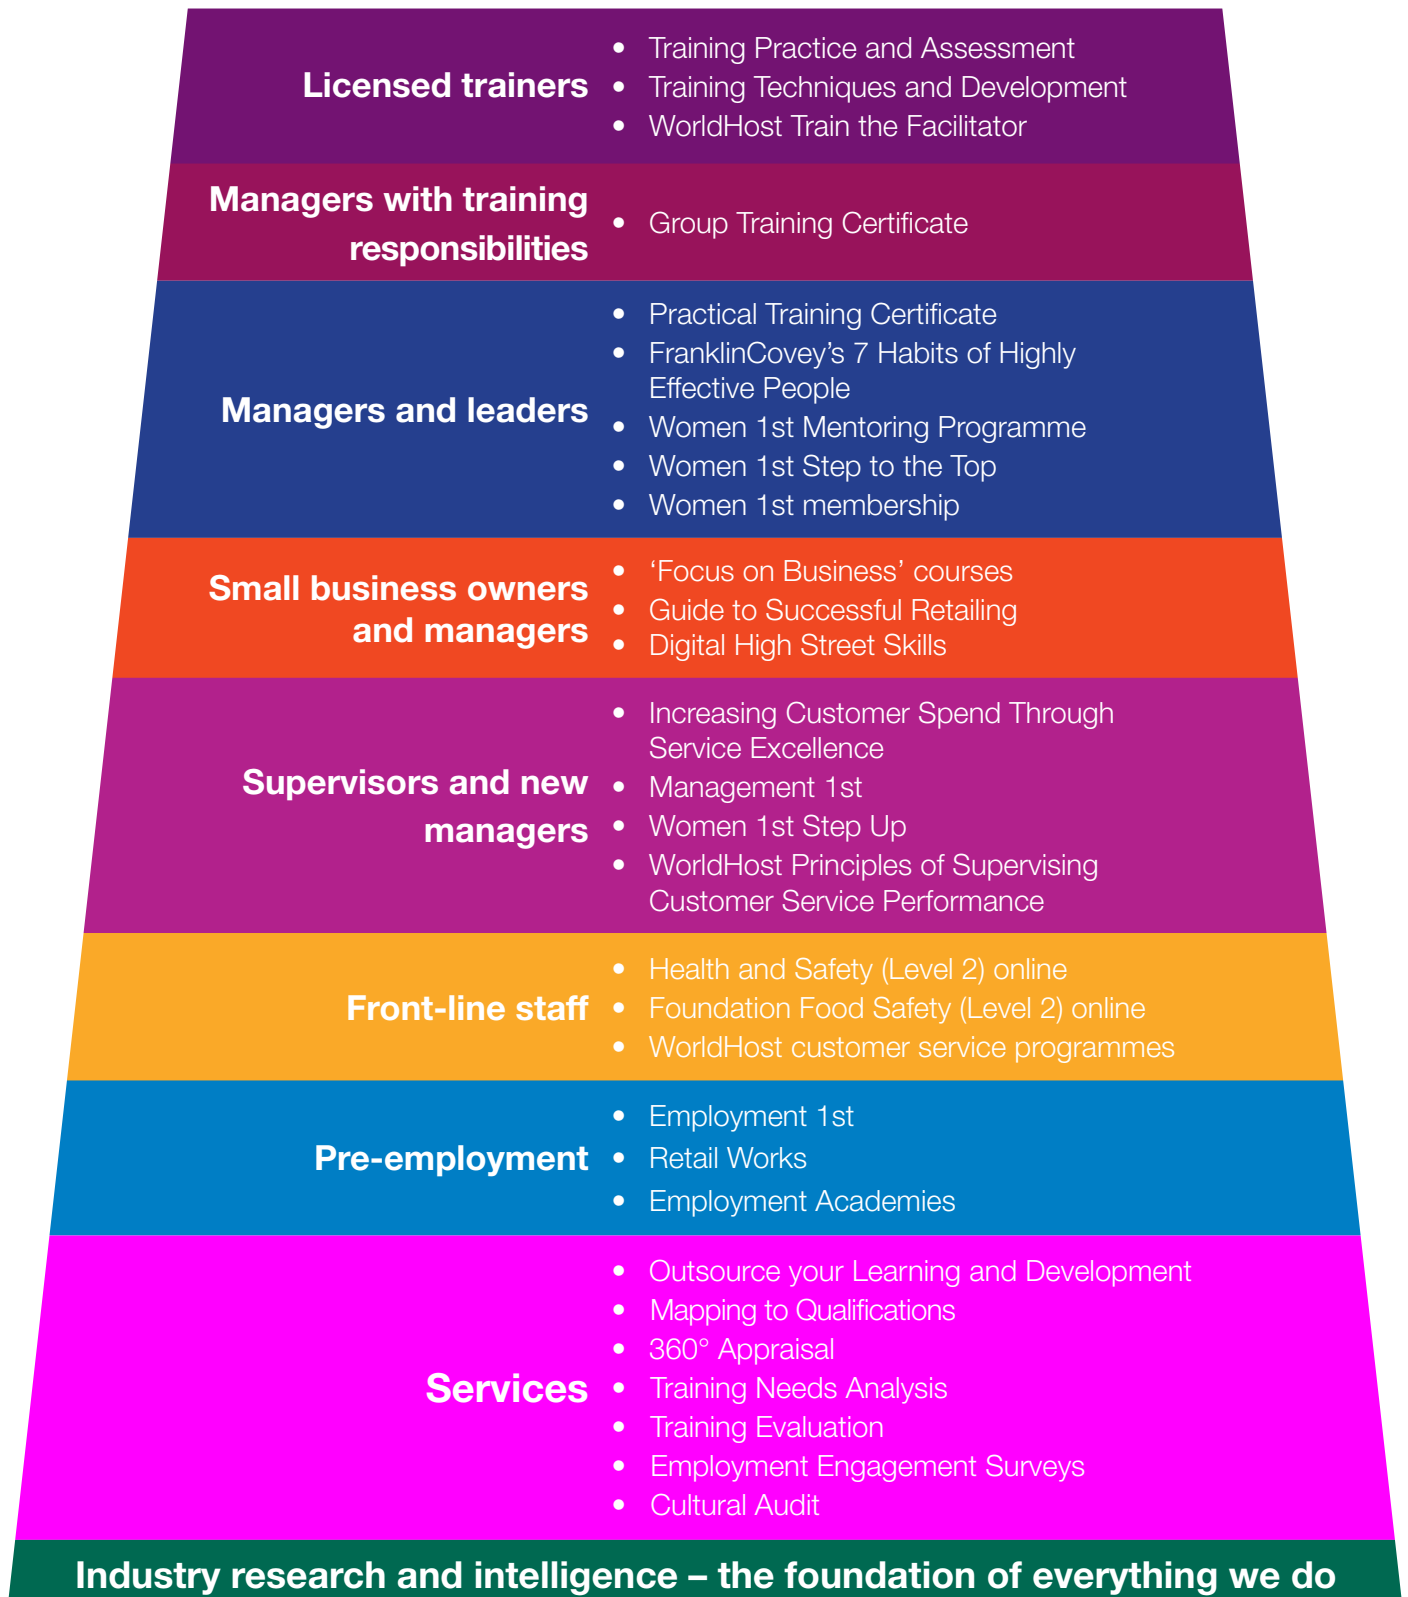 Licensed trainers
• Training Practice and Assessment
• Training Techniques and Development
• WorldHost Train the Facilitator
Managers with training
responsibilities
• Group Training Certificate
Managers and leaders
• Practical Training Certificate
• FranklinCovey’s 7 Habits of Highly
Effective People
• Women 1st Mentoring Programme
• Women 1st Step to the Top
• Women 1st membership
Small business owners
and managers
• ‘Focus on Business’ courses
• Guide to Successful Retailing
• Digital High Street Skills
Supervisors and new
managers
• Increasing Customer Spend Through
Service Excellence
• Management 1st
• Women 1st Step Up
• WorldHost Principles of Supervising
Customer Service Performance
Front-line staff
• Health and Safety (Level 2) online
• Foundation Food Safety (Level 2) online
• WorldHost customer service programmes
Pre-employment
• Employment 1st
• Retail Works
• Employment Academies
Services
• Outsource your Learning and Development
• Mapping to Qualifications
• 360° Appraisal
• Training Needs Analysis
• Training Evaluation
• Employment Engagement Surveys
• Cultural Audit
Industry research and intelligence – the foundation of everything we do